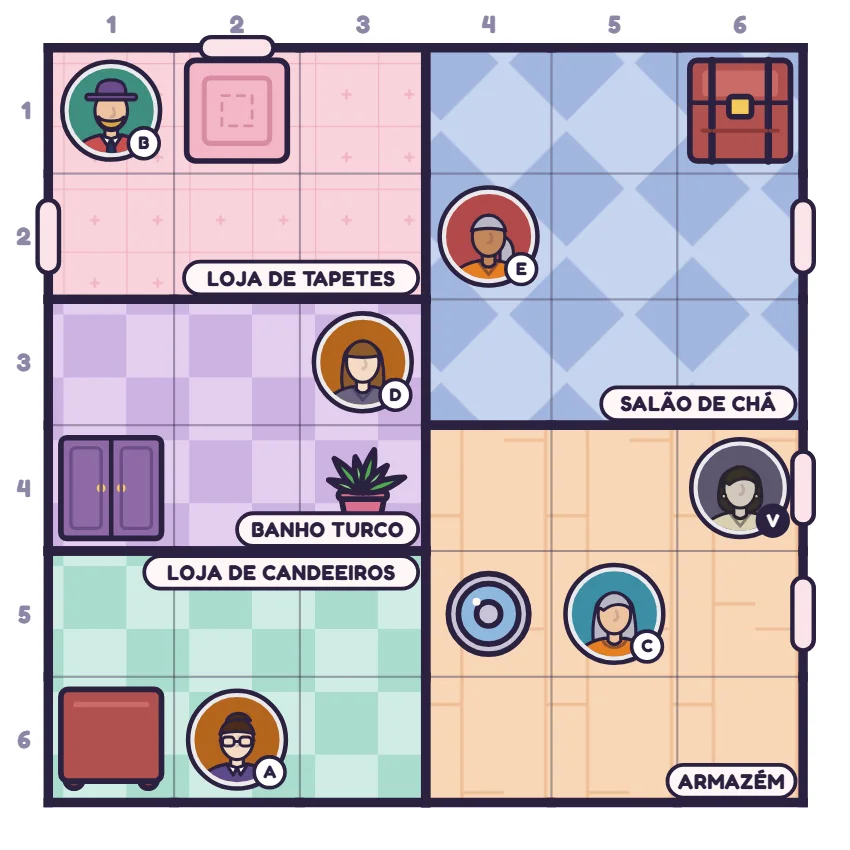 1 2 3 4 5 6
1
B
2
E
LOJA DE TAPETES
3
D
SALÃO DE CHÁ
4
V
BANHO TURCO
LOJA DE CANDEEIROS
5
C
6
A
ARMAZÉM